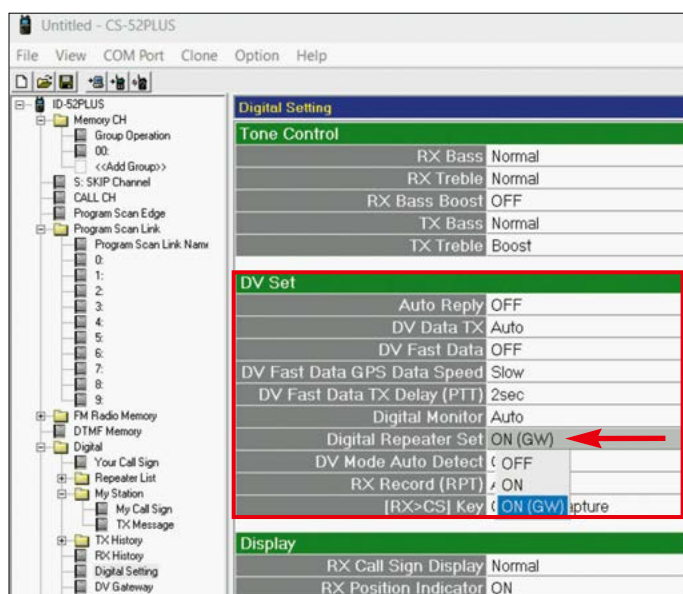 Untitled - CS-52PLUS
File View COM Port Clone Option Help
ID-52PLUS
Memory CH
Group Operation
00:
<<Add Group>>
S: SKIP Channel
CALL CH
Program Scan Edge
Program Scan Link
Program Scan Link Name
0:
1:
2:
3:
4:
5:
6:
7:
8:
9:
FM Radio Memory
DTMF Memory
Digital
Your Call Sign
Repeater List
My Station
My Call Sign
TX Message
TX History
RX History
Digital Setting
DV Gateway
Digital Setting
Tone Control
RX Bass Normal
RX Treble Normal
RX Bass Boost OFF
TX Bass Normal
TX Treble Boost
DV Set
Auto Reply OFF
DV Data TX Auto
DV Fast Data OFF
DV Fast Data GPS Data Speed Slow
DV Fast Data TX Delay (PTT) 2sec
Digital Monitor Auto
Digital Repeater Set ON (GW)
DV Mode Auto Detect OFF
RX Record (RPT) ON
[RX>CS] Key ON (GW) pture
Display
RX Call Sign Display Normal
RX Position Indicator ON